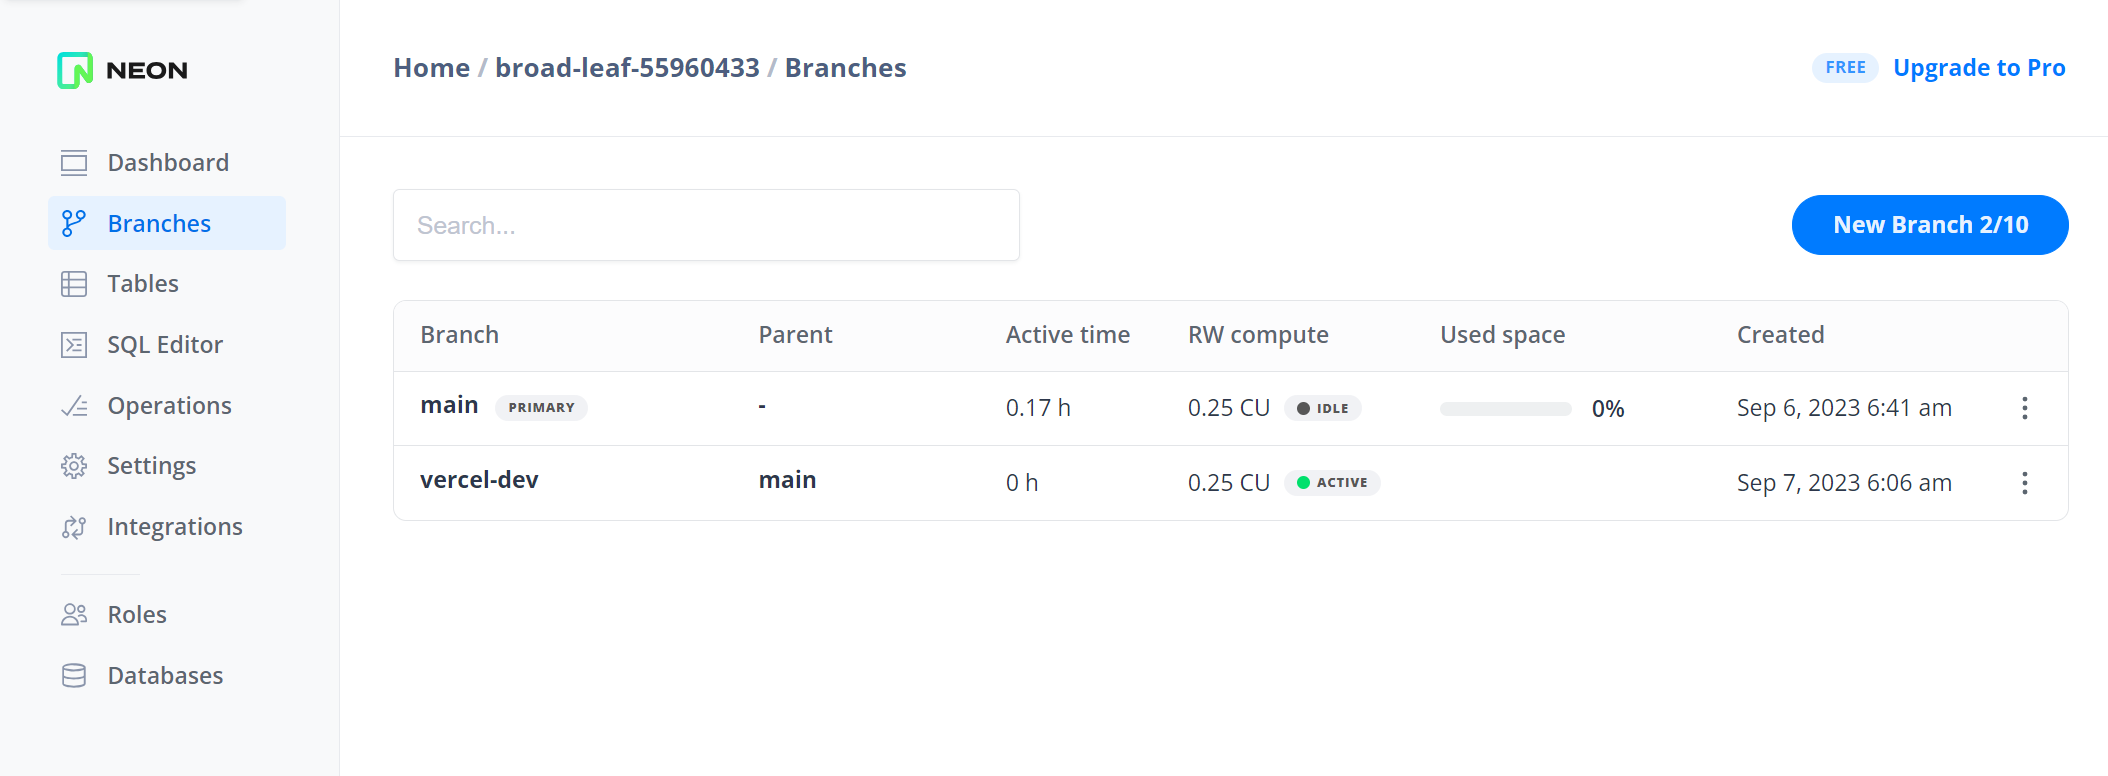 NEON
Home / broad-leaf-55960433 / Branches
FREE Upgrade to Pro
Dashboard
Branches
Tables
SQL Editor
Operations
Settings
Integrations
Roles
Databases
Search...
New Branch 2/10
Branch Parent Active time RW compute Used space Created
main PRIMARY - 0.17 h 0.25 CU IDLE 0% Sep 6, 2023 6:41 am
vercel-dev main 0 h 0.25 CU ACTIVE Sep 7, 2023 6:06 am